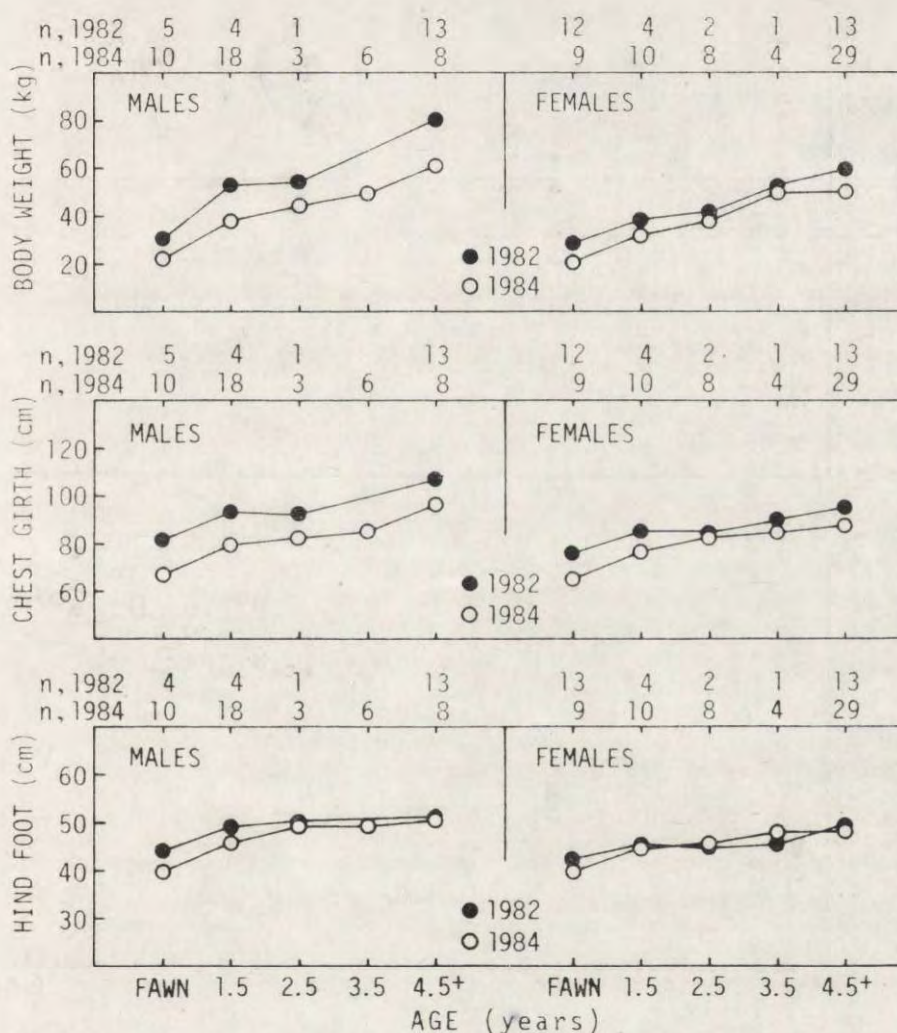 n,1982 5 4 1 13 12 4 2 1 13
n,1984 10 18 3 6 8 9 10 8 4 29
BODY WEIGHT (kg)
80
60
40
20
MALES
FEMALES
● 1982
○ 1984
n,1982 5 4 1 13 12 4 2 1 13
n,1984 10 18 3 6 8 9 10 8 4 29
CHEST GIRTH (cm)
120
100
80
60
MALES
FEMALES
● 1982
○ 1984
n,1982 4 4 1 13 13 4 2 1 13
n,1984 10 18 3 6 8 9 10 8 4 29
HIND FOOT (cm)
60
50
40
30
MALES
FEMALES
● 1982
○ 1984
FAWN 1.5 2.5 3.5 4.5+ FAWN 1.5 2.5 3.5 4.5+
AGE (years)